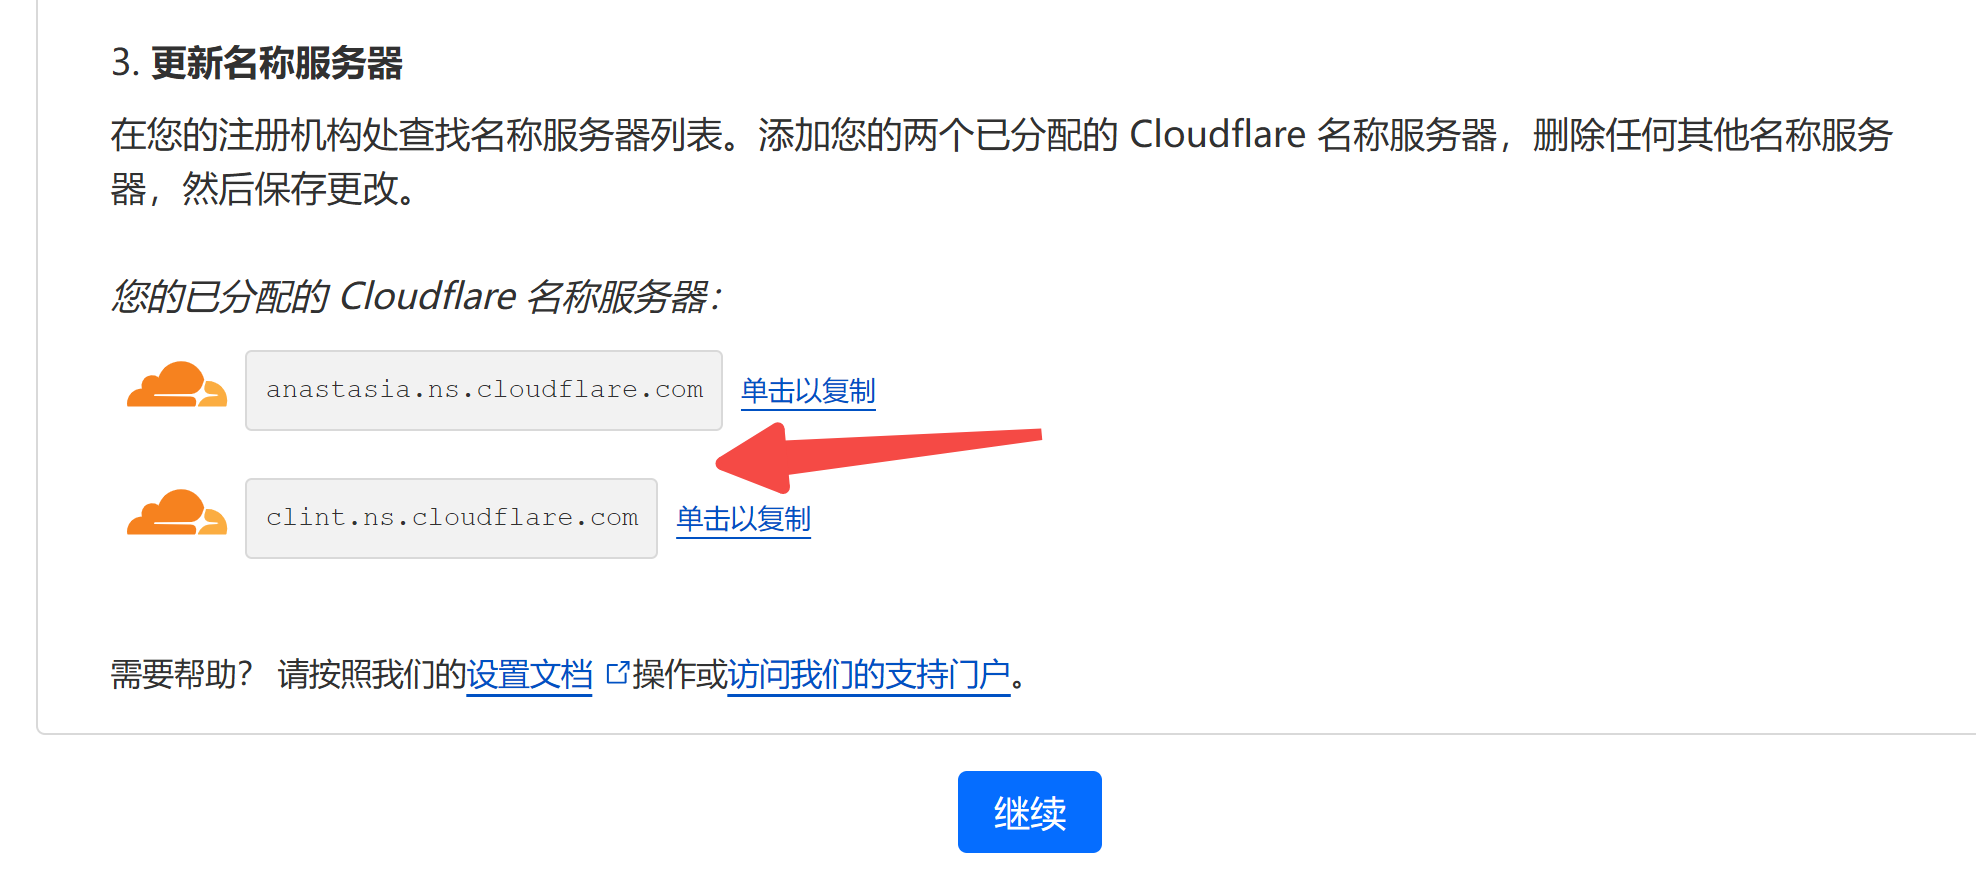 3. 更新名称服务器
在您的注册机构处查找名称服务器列表。添加您的两个已分配的 Cloudflare 名称服务器，删除任何其他名称服务
器，然后保存更改。
您的已分配的 Cloudflare 名称服务器：
anastasia.ns.cloudflare.com 单击以复制
clint.ns.cloudflare.com 单击以复制
需要帮助？ 请按照我们的设置文档操作或访问我们的支持门户。
继续